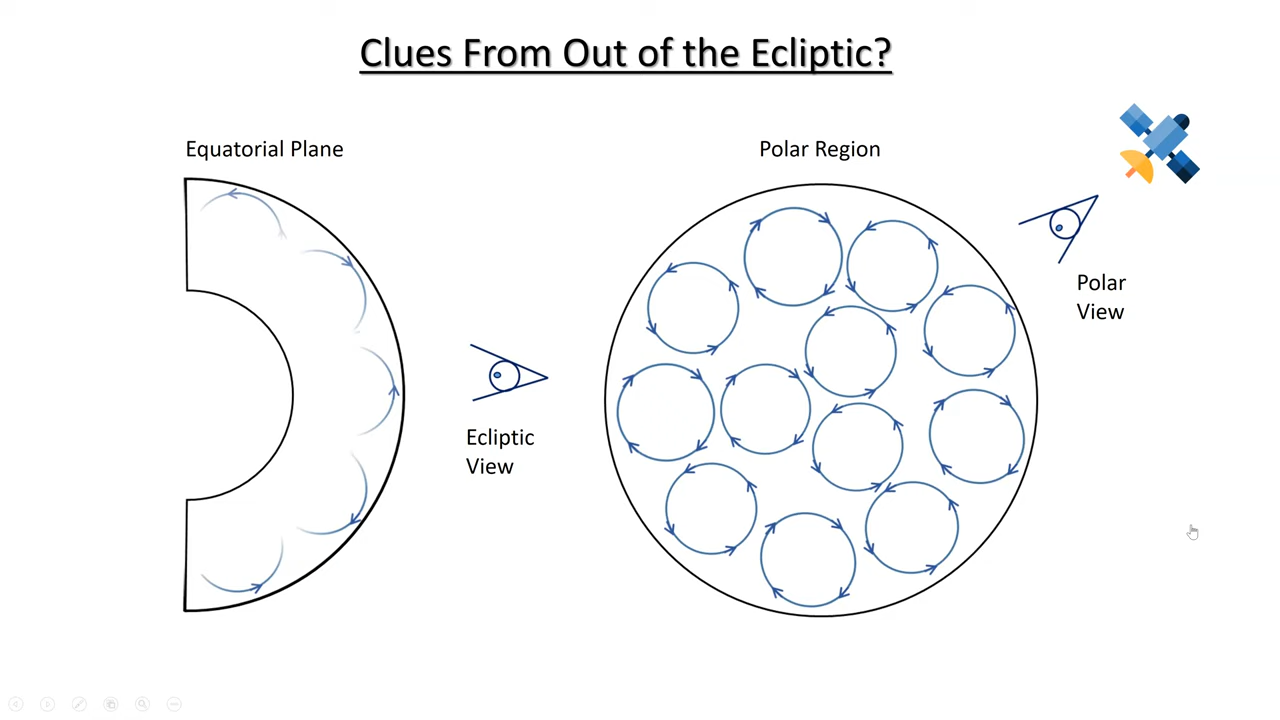 Clues From Out of the Ecliptic?
Equatorial Plane
Polar Region
Polar
View
Ecliptic
View